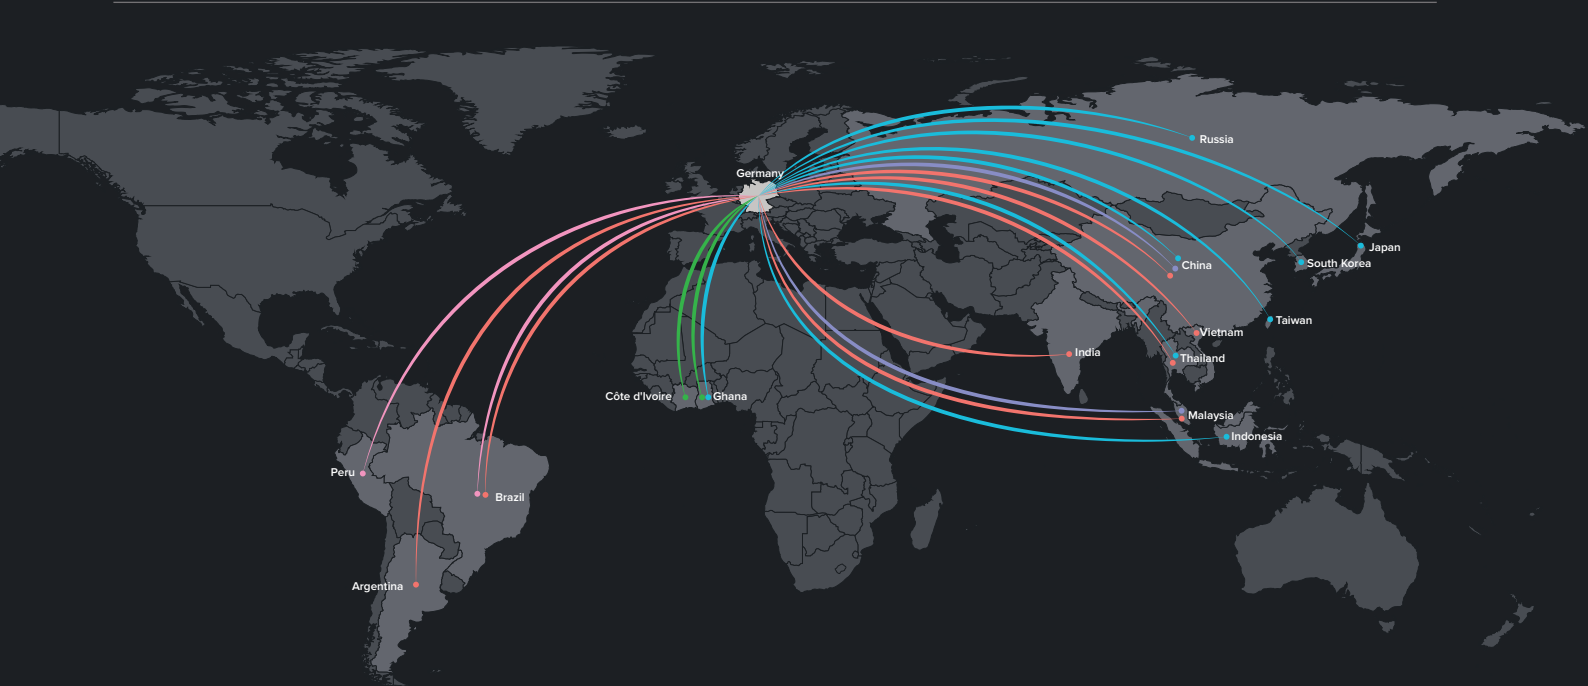 Russia
Germany
Japan
South Korea
China
Taiwan
Vietnam
India
Thailand
Côte d'Ivoire
Ghana
Malaysia
Indonesia
Peru
Brazil
Argentina